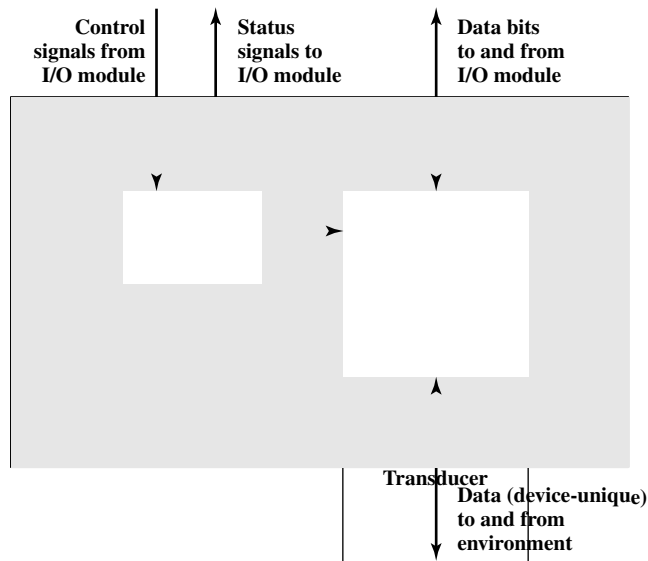 Control
signals from
I/O module
Status
signals to
I/O module
Data bits
to and from
I/O module
Transducer
Data (device-unique)
to and from
environment